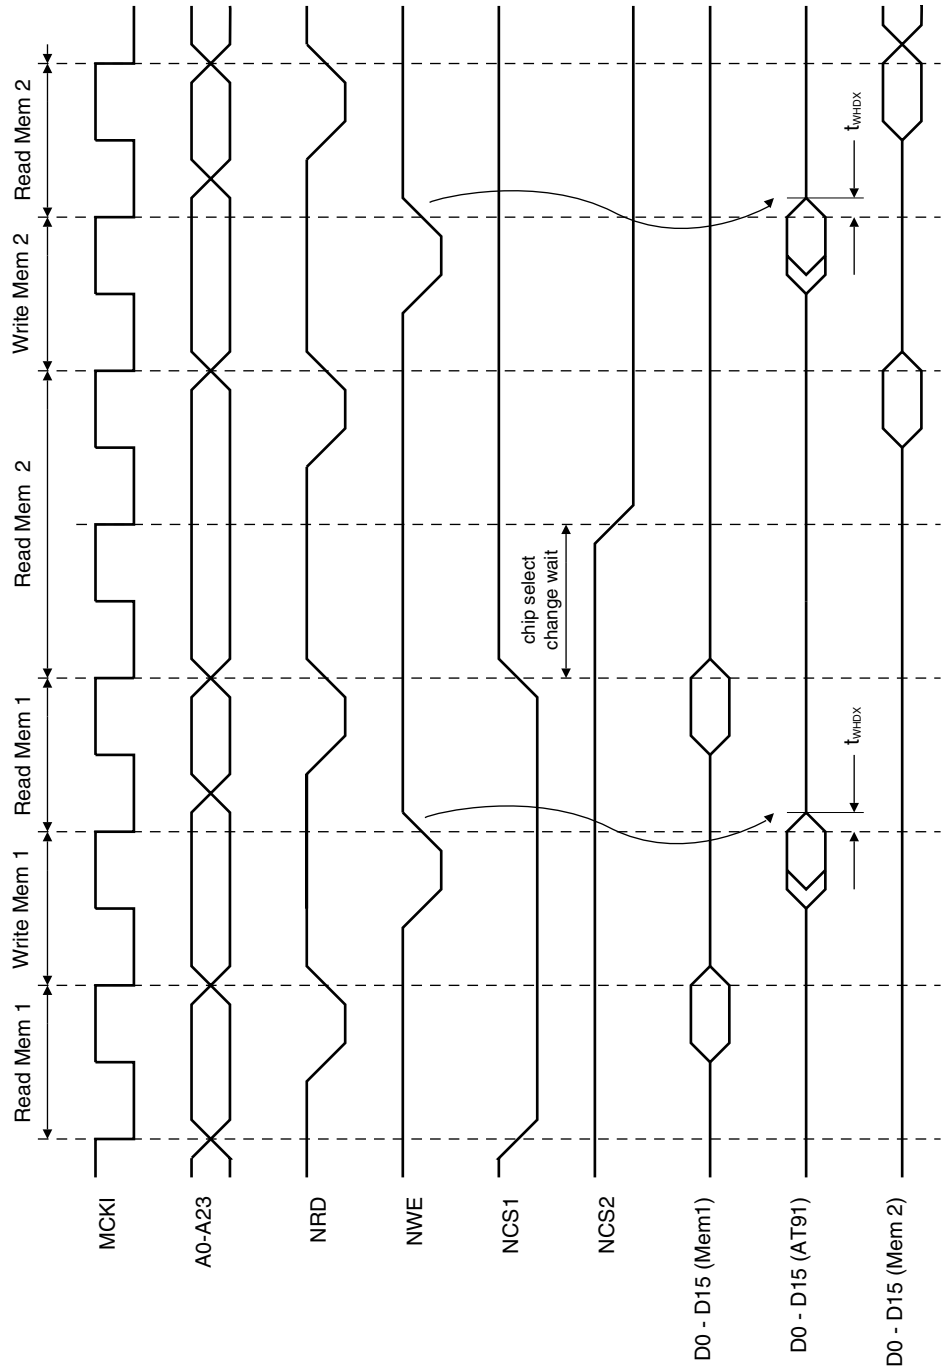 Read Mem 1
Write Mem 1
Read Mem 1
Read Mem 2
Write Mem 2
Read Mem 2
MCKI
A0-A23
NRD
NWE
NCS1
chip select
change wait
NCS2
D0 - D15 (Mem1)
D0 - D15 (AT91)
tWHDX
tWHDX
D0 - D15 (Mem 2)